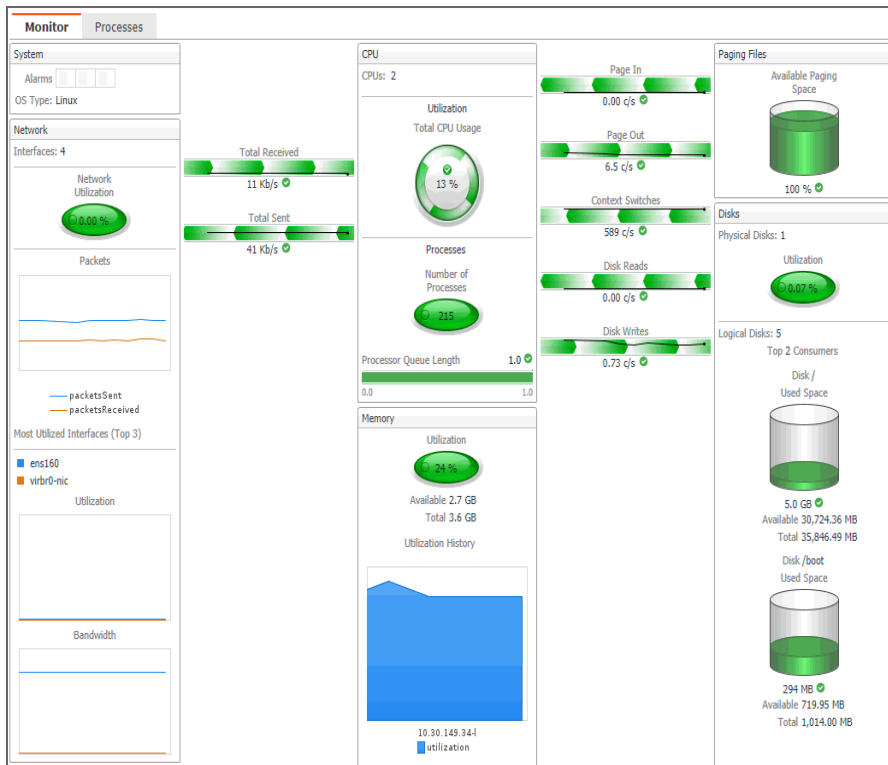 Monitor
Processes
System
Alarms
OS Type: Linux
Network
Interfaces: 4
Network
Utilization
0.00 %
Packets
packetsSent
packetsReceived
Most Utilized Interfaces (Top 3)
ens160
virbr0-nic
Utilization
Bandwidth
Total Received
11 Kb/s
Total Sent
41 Kb/s
CPU
CPUs: 2
Utilization
Total CPU Usage
13 %
Processes
Number of
Processes
215
Processor Queue Length 1.0
0.0 1.0
Memory
Utilization
24 %
Available 2.7 GB
Total 3.6 GB
Utilization History
10.30.149.34-l
utilization
Page In
0.00 c/s
Page Out
6.5 c/s
Context Switches
589 c/s
Disk Reads
0.00 c/s
Disk Writes
0.73 c/s
Paging Files
Available Paging
Space
100 %
Disks
Physical Disks: 1
Utilization
0.07 %
Logical Disks: 5
Top 2 Consumers
Disk /
Used Space
5.0 GB
Available 30,724.36 MB
Total 35,846.49 MB
Disk /boot
Used Space
294 MB
Available 719.95 MB
Total 1,014.00 MB